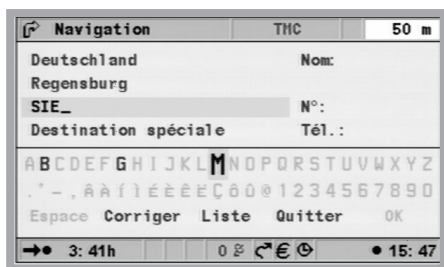 Navigation TMC 50 m
Deutschland Nom:
Regensburg
SIE_
N°:
Destination spéciale Tél.:
ABCDEFGHIJKLMNOPQRSTUVWXYZ
1234567890
Espace Corriger Liste Quitter OK
3:41h 0 € 15:47